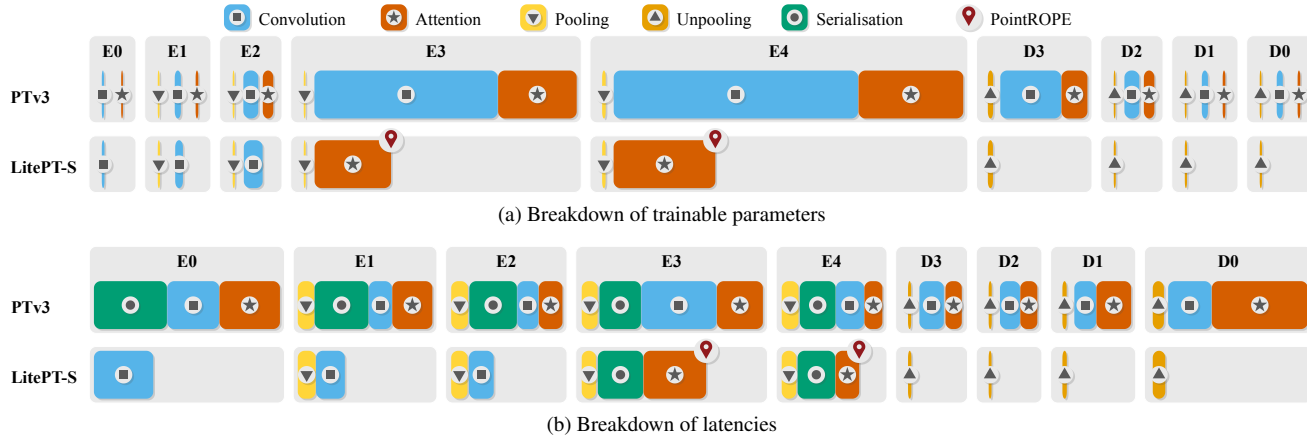 Convolution Attention Pooling Unpooling Serialisation PointROPE
E0 E1 E2 E3 E4 D3 D2 D1 D0
PTv3
LitePT-S
(a) Breakdown of trainable parameters
E0 E1 E2 E3 E4 D3 D2 D1 D0
PTv3
LitePT-S
(b) Breakdown of latencies